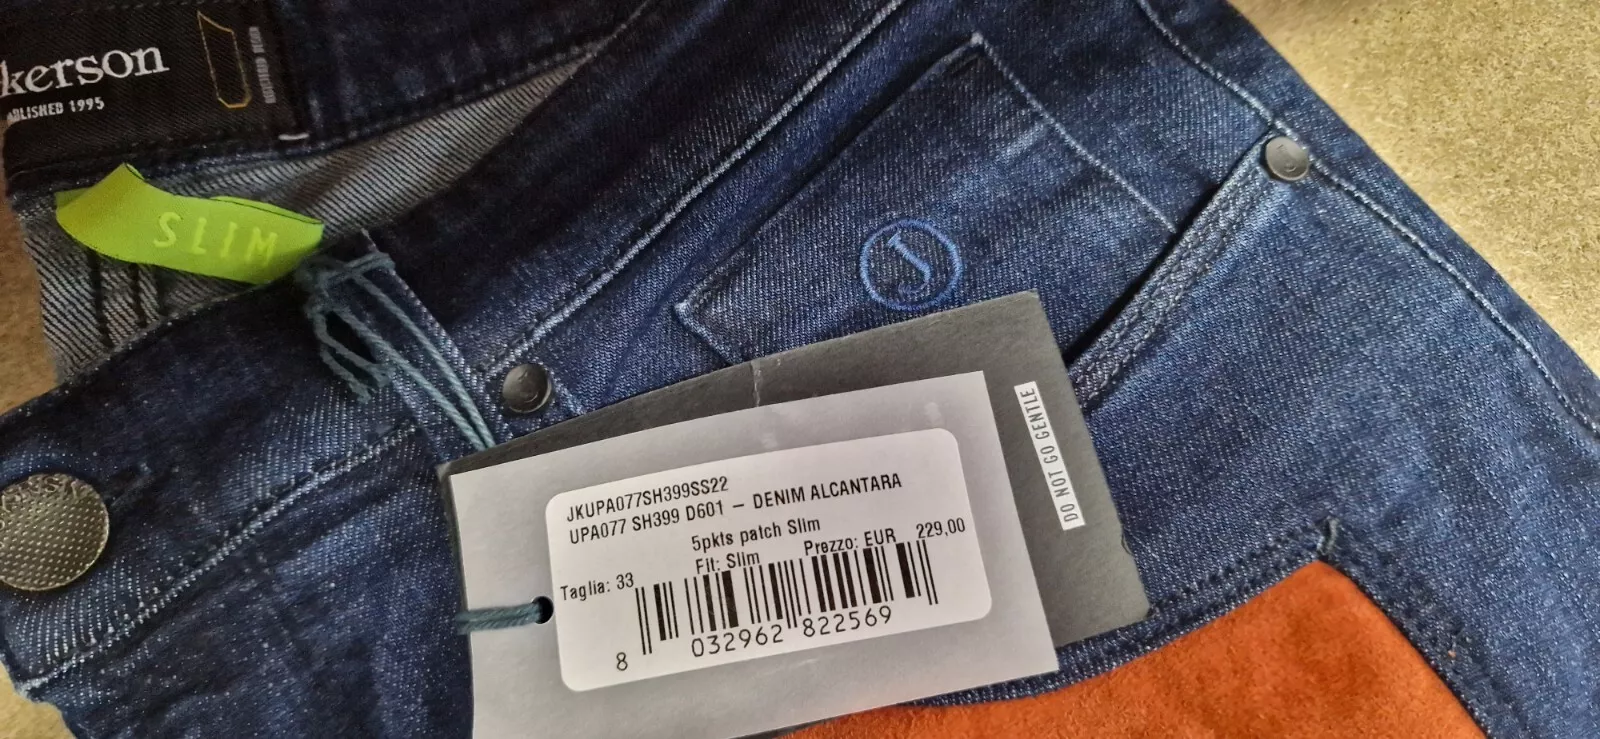 kerson
ABLISHED 1995
SLIM
J
DO NOT GO GENTLE
JKUPA077SH399SS22
UPA077 SH399 D601 – DENIM ALCANTARA
5pkts patch Slim
Fit: Slim
Prezzo: EUR 229,00
Taglia: 33
8 032962 822569